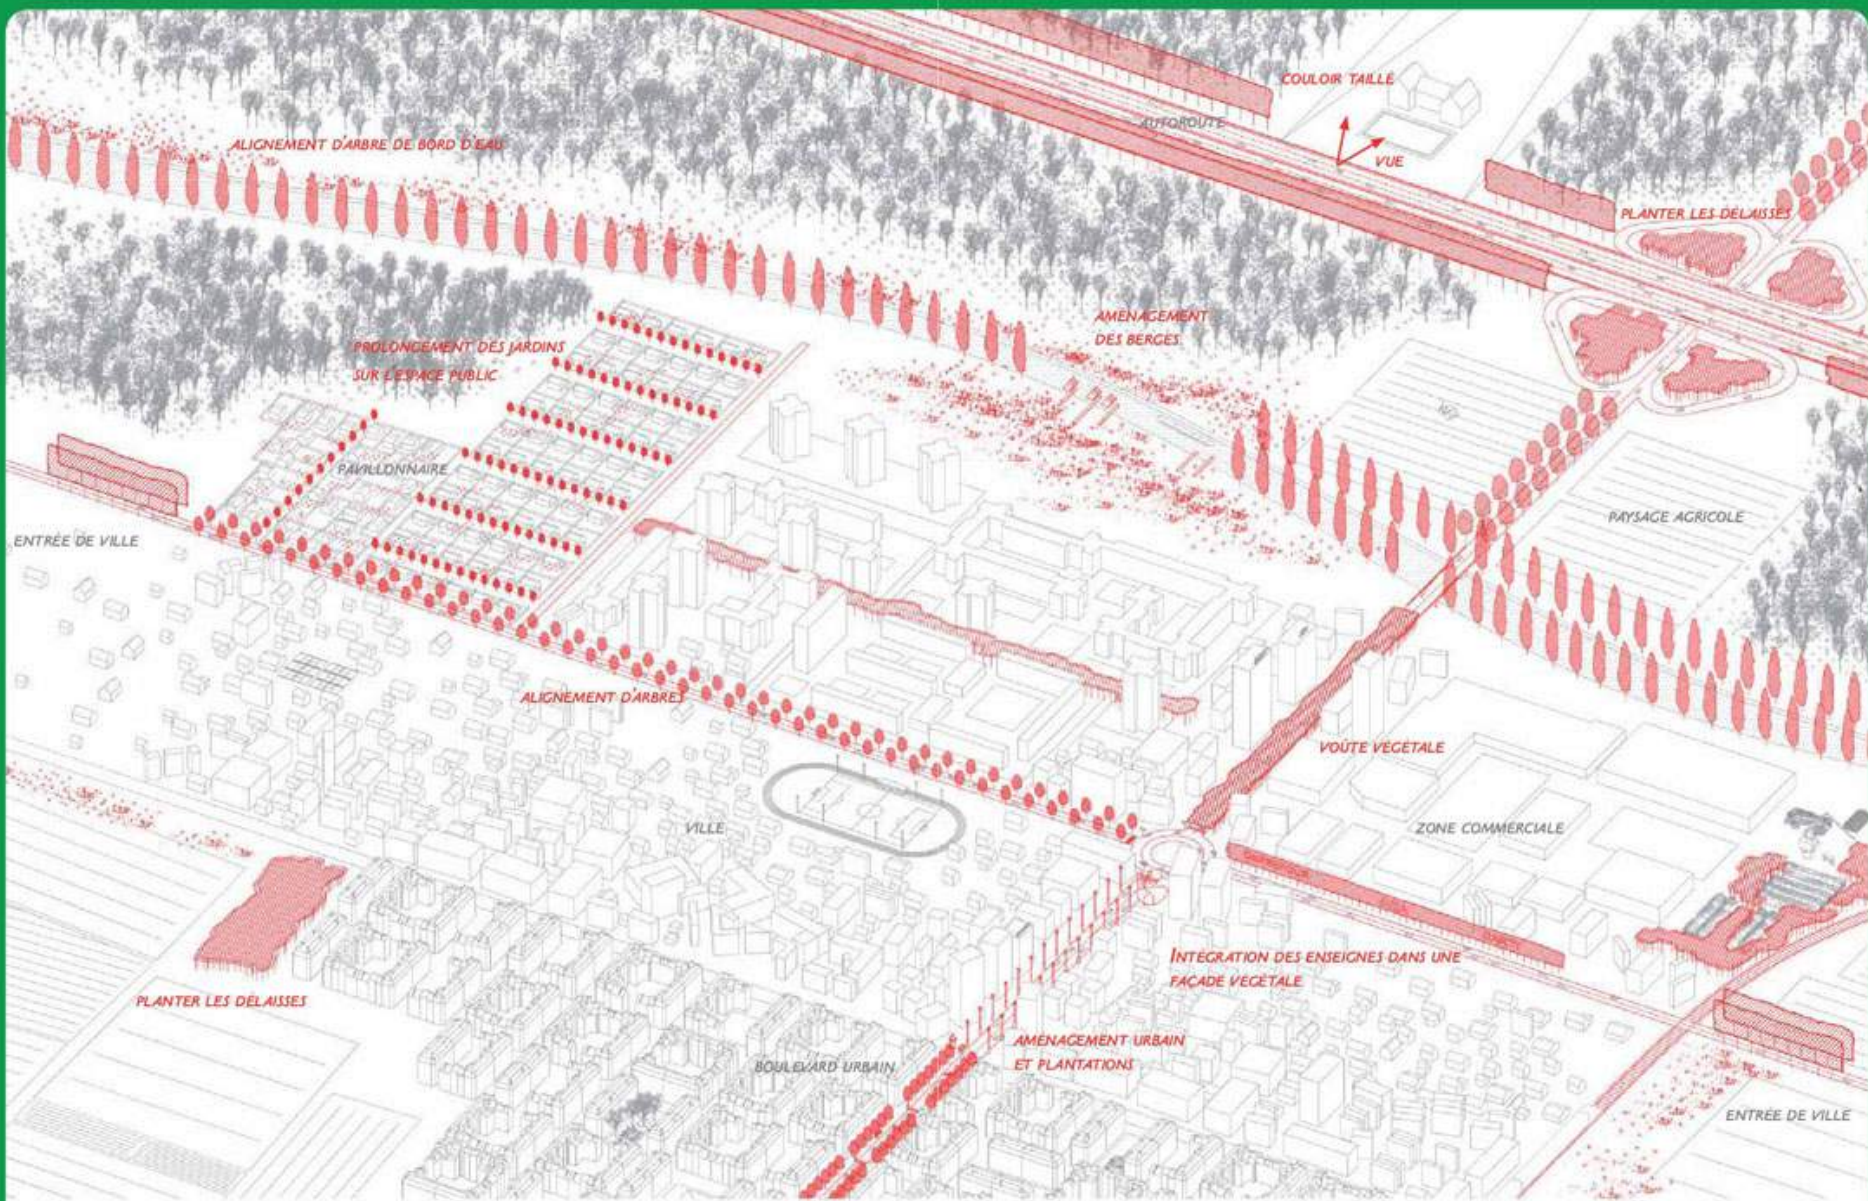 COULOIR TAILLÉ
AUTOROUTE
ALIGNEMENT D'ARBRE DE BORD D'EAU
VUE
PLANTER LES DÉLAISSÉS
AMÉNAGEMENT
DES BERGES
PROLONGEMENT DES JARDINS
SUR L'ESPACE PUBLIC
PAVILLONNAIRE
PAYSAGE AGRICOLE
ENTRÉE DE VILLE
ALIGNEMENT D'ARBRES
VOÛTE VÉGÉTALE
VILLE
ZONE COMMERCIALE
INTÉGRATION DES ENSEIGNES DANS UNE
FAÇADE VÉGÉTALE
PLANTER LES DÉLAISSÉS
AMÉNAGEMENT URBAIN
ET PLANTATIONS
BOULEVARD URBAIN
ENTRÉE DE VILLE